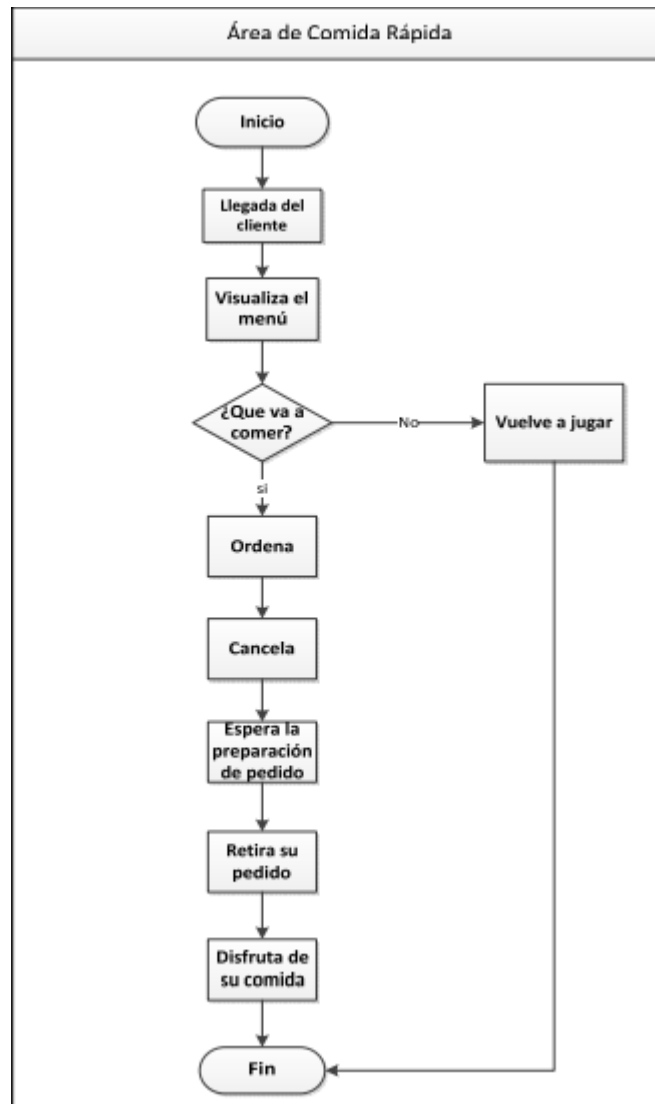 Área de Comida Rápida
Inicio
Llegada del
cliente
Visualiza el
menú
¿Que va a
comer?
No
Vuelve a jugar
si
Ordena
Cancela
Espera la
preparación
de pedido
Retira su
pedido
Disfruta de
su comida
Fin